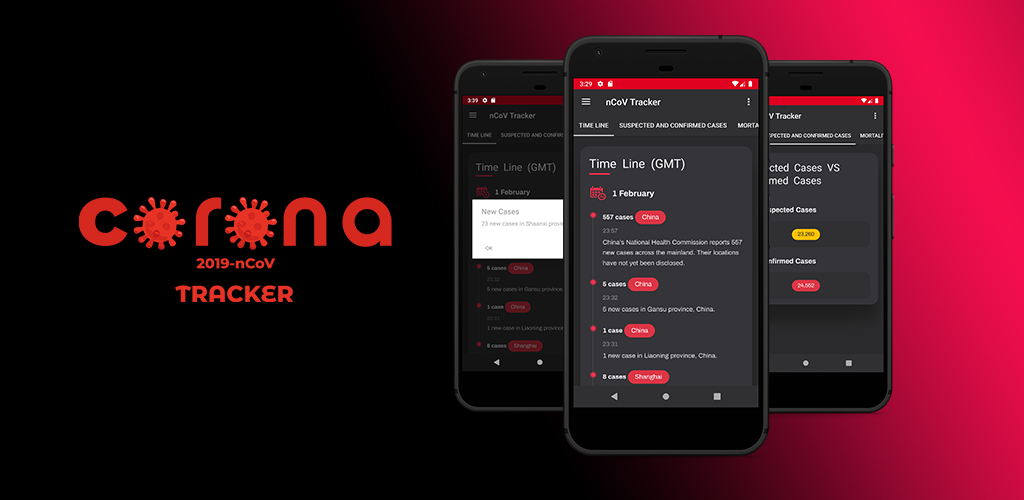 corona
2019-nCoV
TRACKER
3:39
nCoV Tracker
TIME LINE SUSPECTED AND CONFIR
Time Line (GMT)
1 February
New Cases
23 new cases in Shaanxi provi
OK
5 cases China
23:32
5 new cases in Gansu province, C
1 case China
23:31
1 new case in Liaoning province, C
8 cases Shanghai
3:29
nCoV Tracker
TIME LINE SUSPECTED AND CONFIRMED CASES MORTA
Time Line (GMT)
1 February
557 cases China
23:57
China's National Health Commission reports 557
new cases across the mainland. Their locations
have not yet been disclosed.
5 cases China
23:32
5 new cases in Gansu province, China.
1 case China
23:31
1 new case in Liaoning province, China.
8 cases Shanghai
V Tracker
PECTED AND CONFIRMED CASES MORTALI
cted Cases VS
med Cases
spected Cases
23,260
nfirmed Cases
24,552